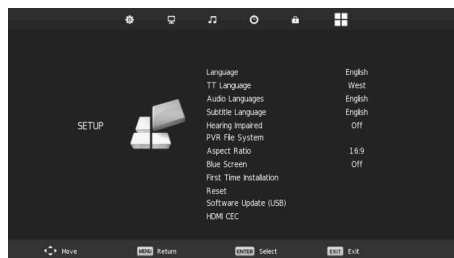 SETUP
Language English
TT Language West
Audio Languages English
Subtitle Language English
Hearing Impaired Off
PVR File System
Aspect Ratio 16:9
Blue Screen Off
First Time Installation
Reset
Software Update (USB)
HDMI CEC
Move MENU Return ENTER Select EXIT Exit